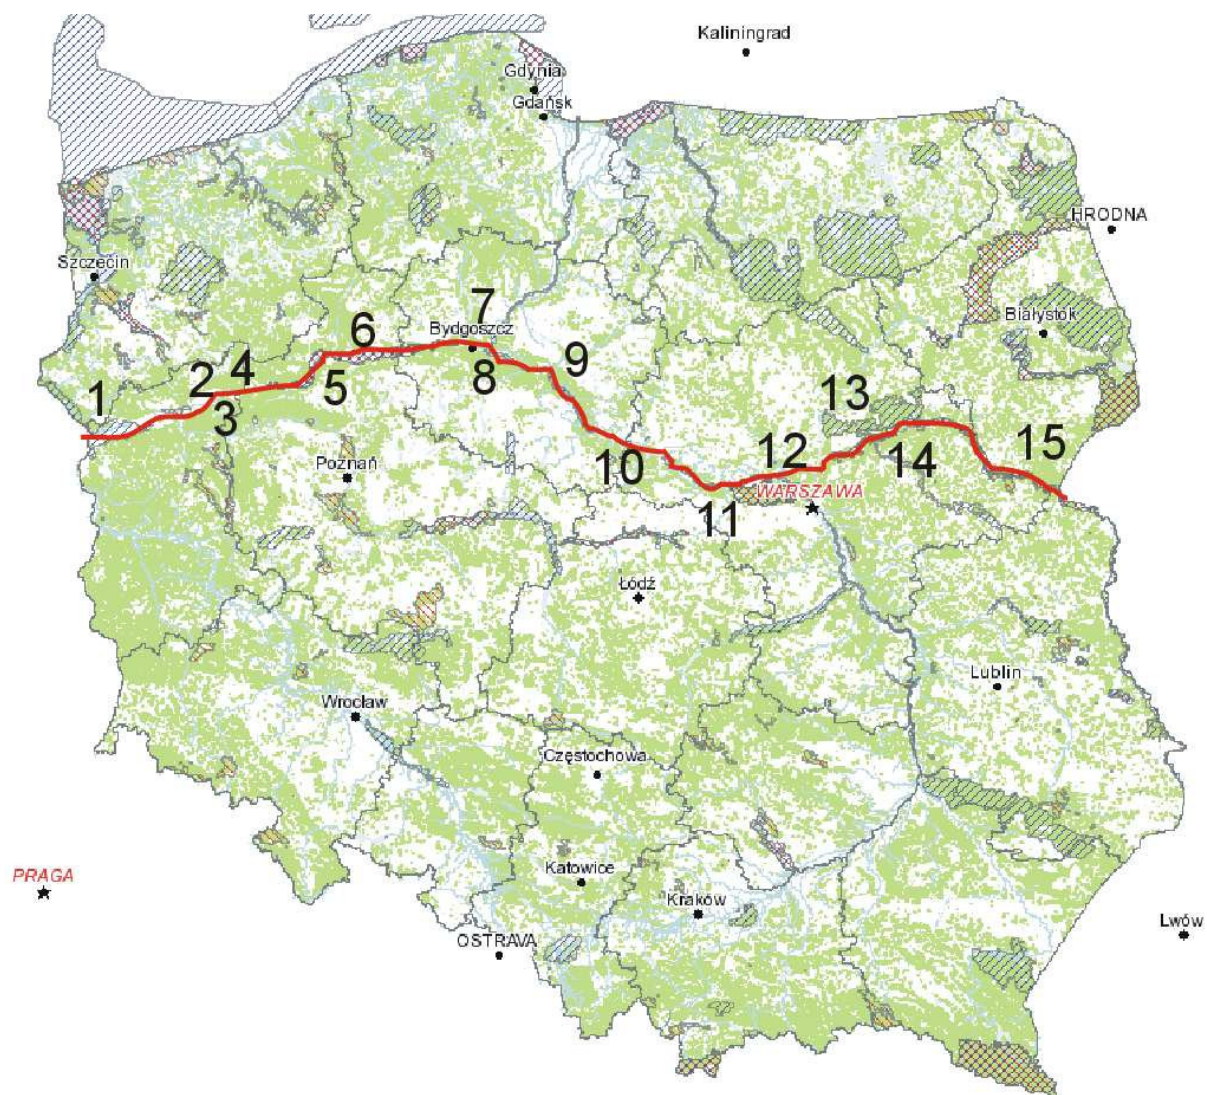 Kaliningrad
Gdynia
Gdańsk
HRODNA
Szczecin
Białystok
7
Bydgoszcz
6
2 4
9
1
5
8
3
13
10
Poznań
12
14
15
WARSZAWA
11
Łódź
Lublin
Wrocław
Częstochowa
PRAGA
Katowice
Kraków
Lwów
OSTRAVA